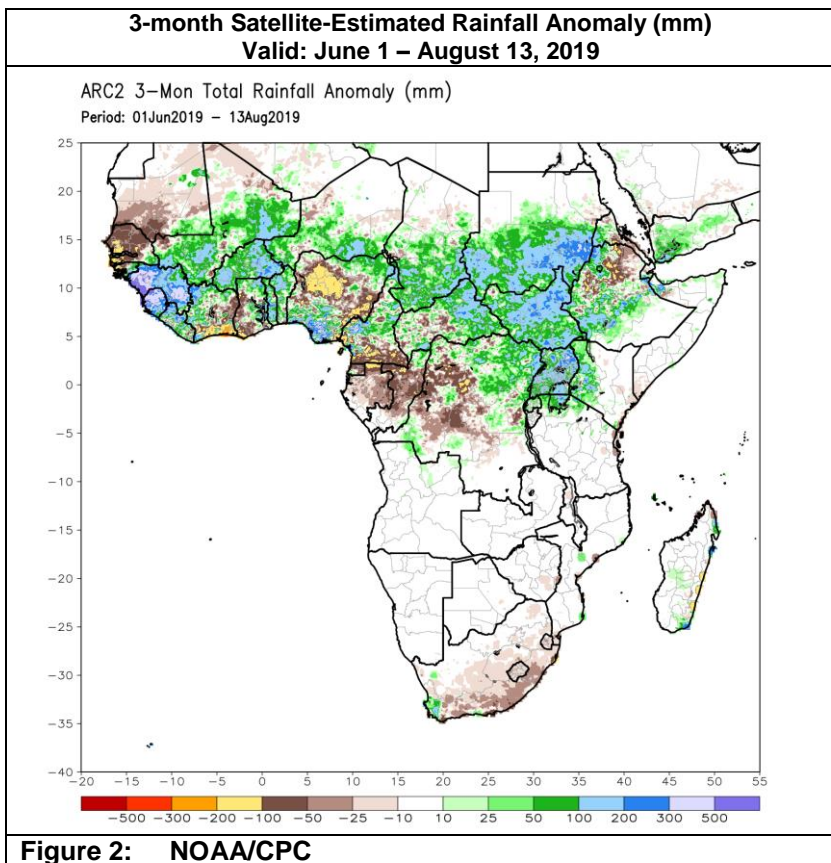 3-month Satellite-Estimated Rainfall Anomaly (mm)
Valid: June 1 – August 13, 2019
ARC2 3-Mon Total Rainfall Anomaly (mm)
Period: 01Jun2019 – 13Aug2019
25
20
15
10
5
0
−5
−10
−15
−20
−25
−30
−35
−40
−20 −15 −10 −5 0 5 10 15 20 25 30 35 40 45 50 55
−500 −300 −200 −100 −50 −25 −10 10 25 50 100 200 300 500
Figure 2: NOAA/CPC